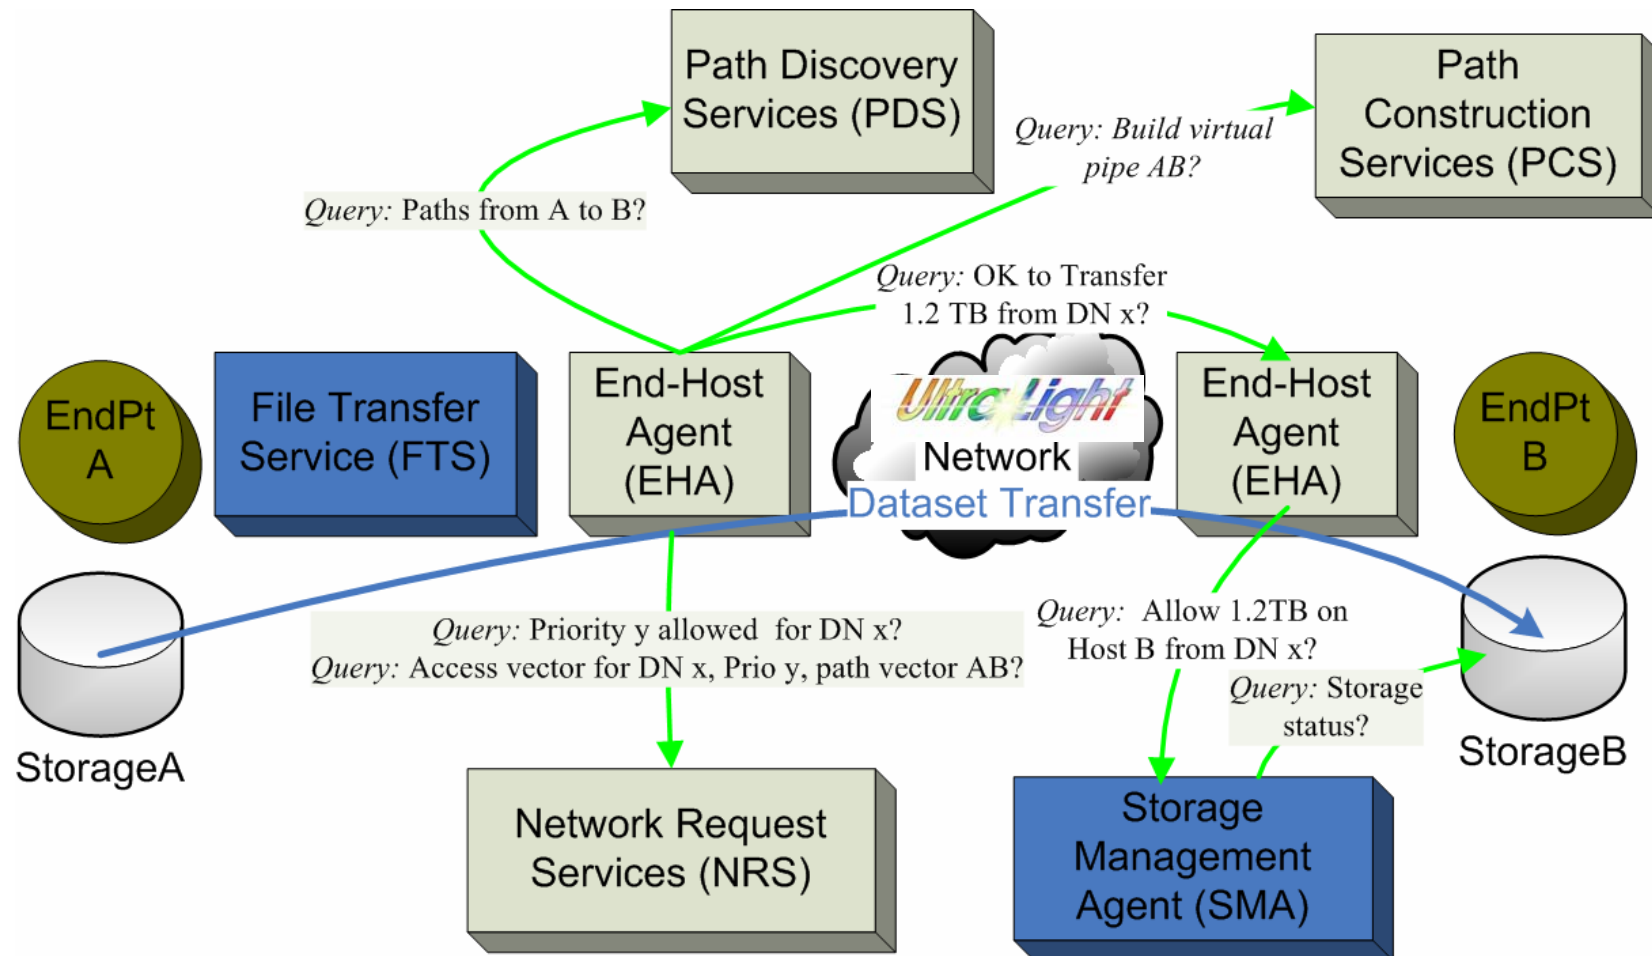 Path Discovery
Services (PDS)
Path
Construction
Services (PCS)
Query: Build virtual
pipe AB?
Query: Paths from A to B?
Query: OK to Transfer
1.2 TB from DN x?
EndPt
A
File Transfer
Service (FTS)
End-Host
Agent
(EHA)
UltraLight
Network
Dataset Transfer
End-Host
Agent
(EHA)
EndPt
B
Query: Priority y allowed for DN x?
Query: Access vector for DN x, Prio y, path vector AB?
Query: Allow 1.2TB on
Host B from DN x?
Query: Storage
status?
StorageA
StorageB
Network Request
Services (NRS)
Storage
Management
Agent (SMA)